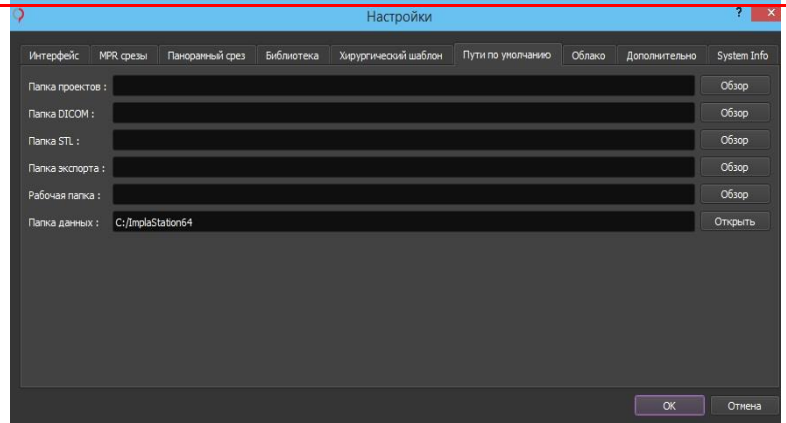 Настройки
? ×
Интерфейс MPR срезы Панорамный срез Библиотека Хирургический шаблон Пути по умолчанию Облако Дополнительно System Info
Папка проектов : Обзор
Папка DICOM : Обзор
Папка STL : Обзор
Папка экспорта : Обзор
Рабочая папка : Обзор
Папка данных : C:/ImplaStation64 Открыть
OK Отмена